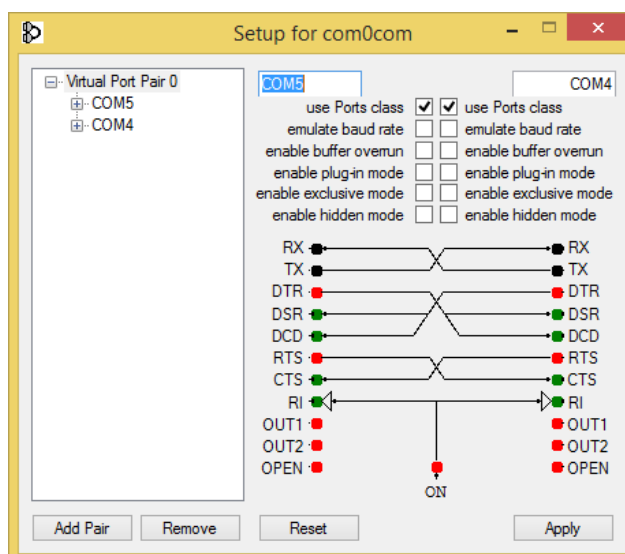 Setup for com0com
Virtual Port Pair 0
COM5
COM4
COM5 COM4
use Ports class use Ports class
emulate baud rate emulate baud rate
enable buffer overrun enable buffer overrun
enable plug-in mode enable plug-in mode
enable exclusive mode enable exclusive mode
enable hidden mode enable hidden mode
RX RX
TX TX
DTR DTR
DSR DSR
DCD DCD
RTS RTS
CTS CTS
RI RI
OUT1 OUT1
OUT2 OUT2
OPEN OPEN
ON
Add Pair Remove Reset Apply